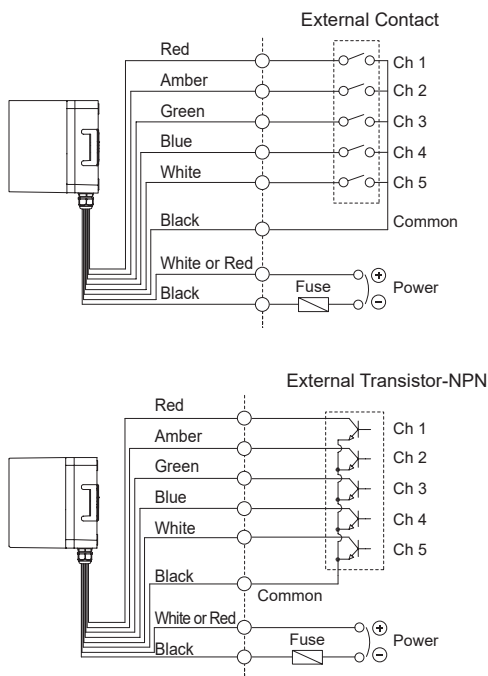 External Contact
Red
Ch 1
Amber
Ch 2
Green
Ch 3
Blue
Ch 4
White
Ch 5
Black
Common
White or Red
Fuse
+
Power
Black
−
External Transistor-NPN
Red
Ch 1
Amber
Ch 2
Green
Ch 3
Blue
Ch 4
White
Ch 5
Black
Common
White or Red
Fuse
+
Power
Black
−